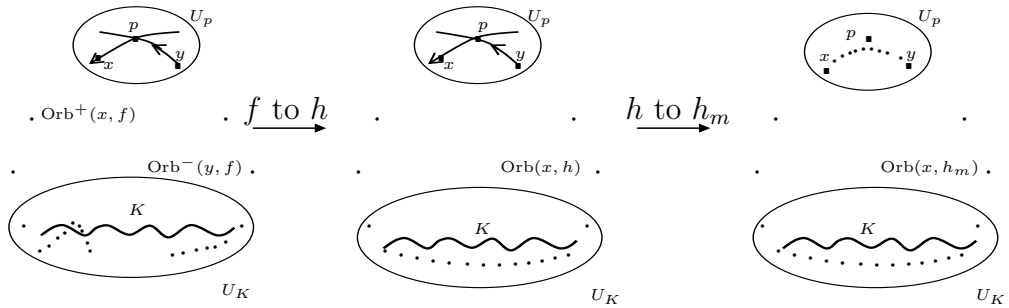 U_p
p
x
y
Orb⁺(x, f)
Orb⁻(y, f)
K
U_K
f to h
U_p
p
x
y
Orb(x, h)
K
U_K
h to h_m
U_p
p
x
y
Orb(x, h_m)
K
U_K